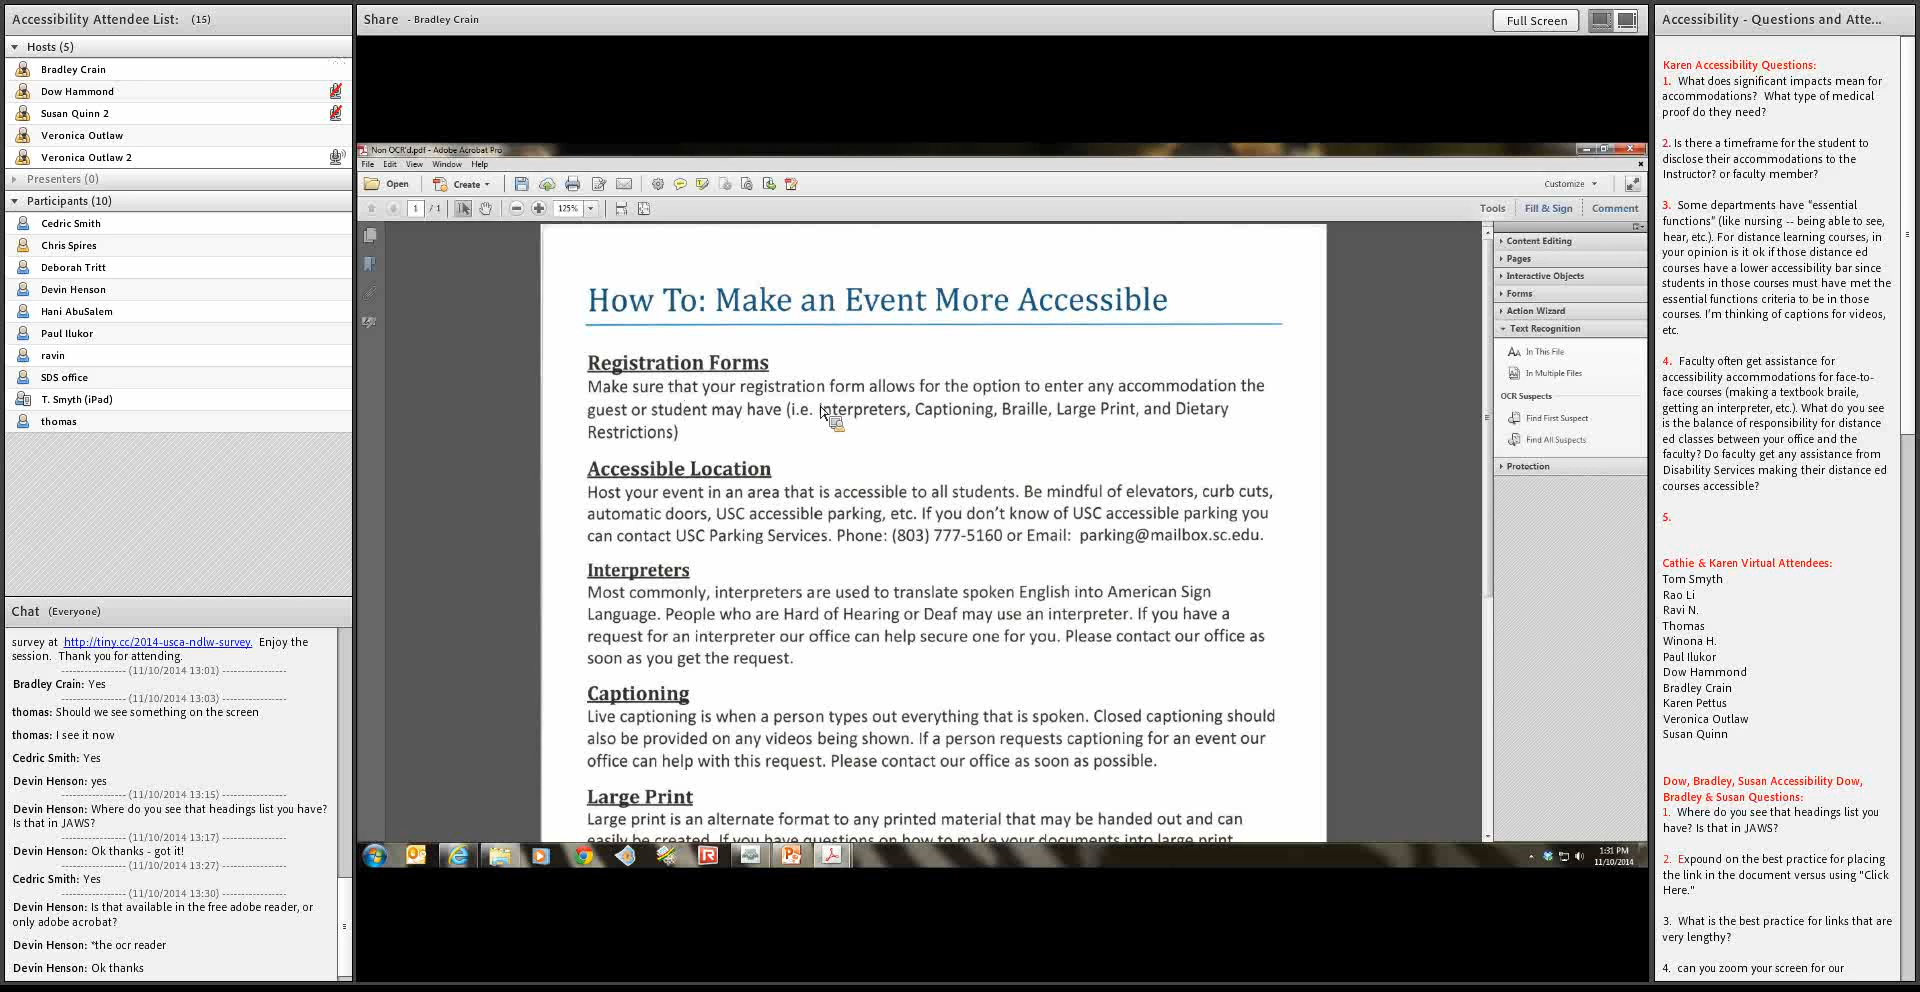 Accessibility Attendee List: (15)
Hosts (5)
Bradley Crain
Dow Hammond
Susan Quinn 2
Veronica Outlaw
Veronica Outlaw 2
Presenters (0)
Participants (10)
Cedric Smith
Chris Spires
Deborah Tritt
Devin Henson
Hani AbuSalem
Paul Ilukor
ravin
SDS office
T. Smyth (iPad)
thomas
Chat (Everyone)
survey at http://tiny.cc/2014-usca-ndlw-survey. Enjoy the
session. Thank you for attending.
------------------ (11/10/2014 13:01) ------------------
Bradley Crain: Yes
------------------ (11/10/2014 13:03) ------------------
thomas: Should we see something on the screen
thomas: I see it now
Cedric Smith: Yes
Devin Henson: yes
------------------ (11/10/2014 13:15) ------------------
Devin Henson: Where do you see that headings list you have?
Is that in JAWS?
------------------ (11/10/2014 13:17) ------------------
Devin Henson: Ok thanks - got it!
------------------ (11/10/2014 13:27) ------------------
Cedric Smith: Yes
------------------ (11/10/2014 13:30) ------------------
Devin Henson: Is that available in the free adobe reader, or
only adobe acrobat?
Devin Henson: *the ocr reader
Devin Henson: Ok thanks
Share - Bradley Crain
Full Screen
Non OCR'd.pdf - Adobe Acrobat Pro
File Edit View Window Help
Open Create Customize
1 / 1 125% Tools Fill & Sign Comment
How To: Make an Event More Accessible
Registration Forms
Make sure that your registration form allows for the option to enter any accommodation the
guest or student may have (i.e. Interpreters, Captioning, Braille, Large Print, and Dietary
Restrictions)
Accessible Location
Host your event in an area that is accessible to all students. Be mindful of elevators, curb cuts,
automatic doors, USC accessible parking, etc. If you don't know of USC accessible parking you
can contact USC Parking Services. Phone: (803) 777-5160 or Email: parking@mailbox.sc.edu.
Interpreters
Most commonly, interpreters are used to translate spoken English into American Sign
Language. People who are Hard of Hearing or Deaf may use an interpreter. If you have a
request for an interpreter our office can help secure one for you. Please contact our office as
soon as you get the request.
Captioning
Live captioning is when a person types out everything that is spoken. Closed captioning should
also be provided on any videos being shown. If a person requests captioning for an event our
office can help with this request. Please contact our office as soon as possible.
Large Print
Large print is an alternate format to any printed material that may be handed out and can
easily be created. If you have questions on how to make your documents into large print
Content Editing
Pages
Interactive Objects
Forms
Action Wizard
Text Recognition
In This File
In Multiple Files
OCR Suspects
Find First Suspect
Find All Suspects
Protection
1:31 PM
11/10/2014
Accessibility - Questions and Atte...
Karen Accessibility Questions:
1. What does significant impacts mean for
accommodations? What type of medical
proof do they need?
2. Is there a timeframe for the student to
disclose their accommodations to the
Instructor? or faculty member?
3. Some departments have "essential
functions" (like nursing -- being able to see,
hear, etc.). For distance learning courses, in
your opinion is it ok if those distance ed
courses have a lower accessibility bar since
students in those courses must have met the
essential functions criteria to be in those
courses. I'm thinking of captions for videos,
etc.
4. Faculty often get assistance for
accessibility accommodations for face-to-
face courses (making a textbook braile,
getting an interpreter, etc.). What do you see
is the balance of responsibility for distance
ed classes between your office and the
faculty? Do faculty get any assistance from
Disability Services making their distance ed
courses accessible?
5.
Cathie & Karen Virtual Attendees:
Tom Smyth
Rao Li
Ravi N.
Thomas
Winona H.
Paul Ilukor
Dow Hammond
Bradley Crain
Karen Pettus
Veronica Outlaw
Susan Quinn
Dow, Bradley, Susan Accessibility Dow,
Bradley & Susan Questions:
1. Where do you see that headings list you
have? Is that in JAWS?
2. Expound on the best practice for placing
the link in the document versus using "Click
Here."
3. What is the best practice for links that are
very lengthy?
4. can you zoom your screen for our